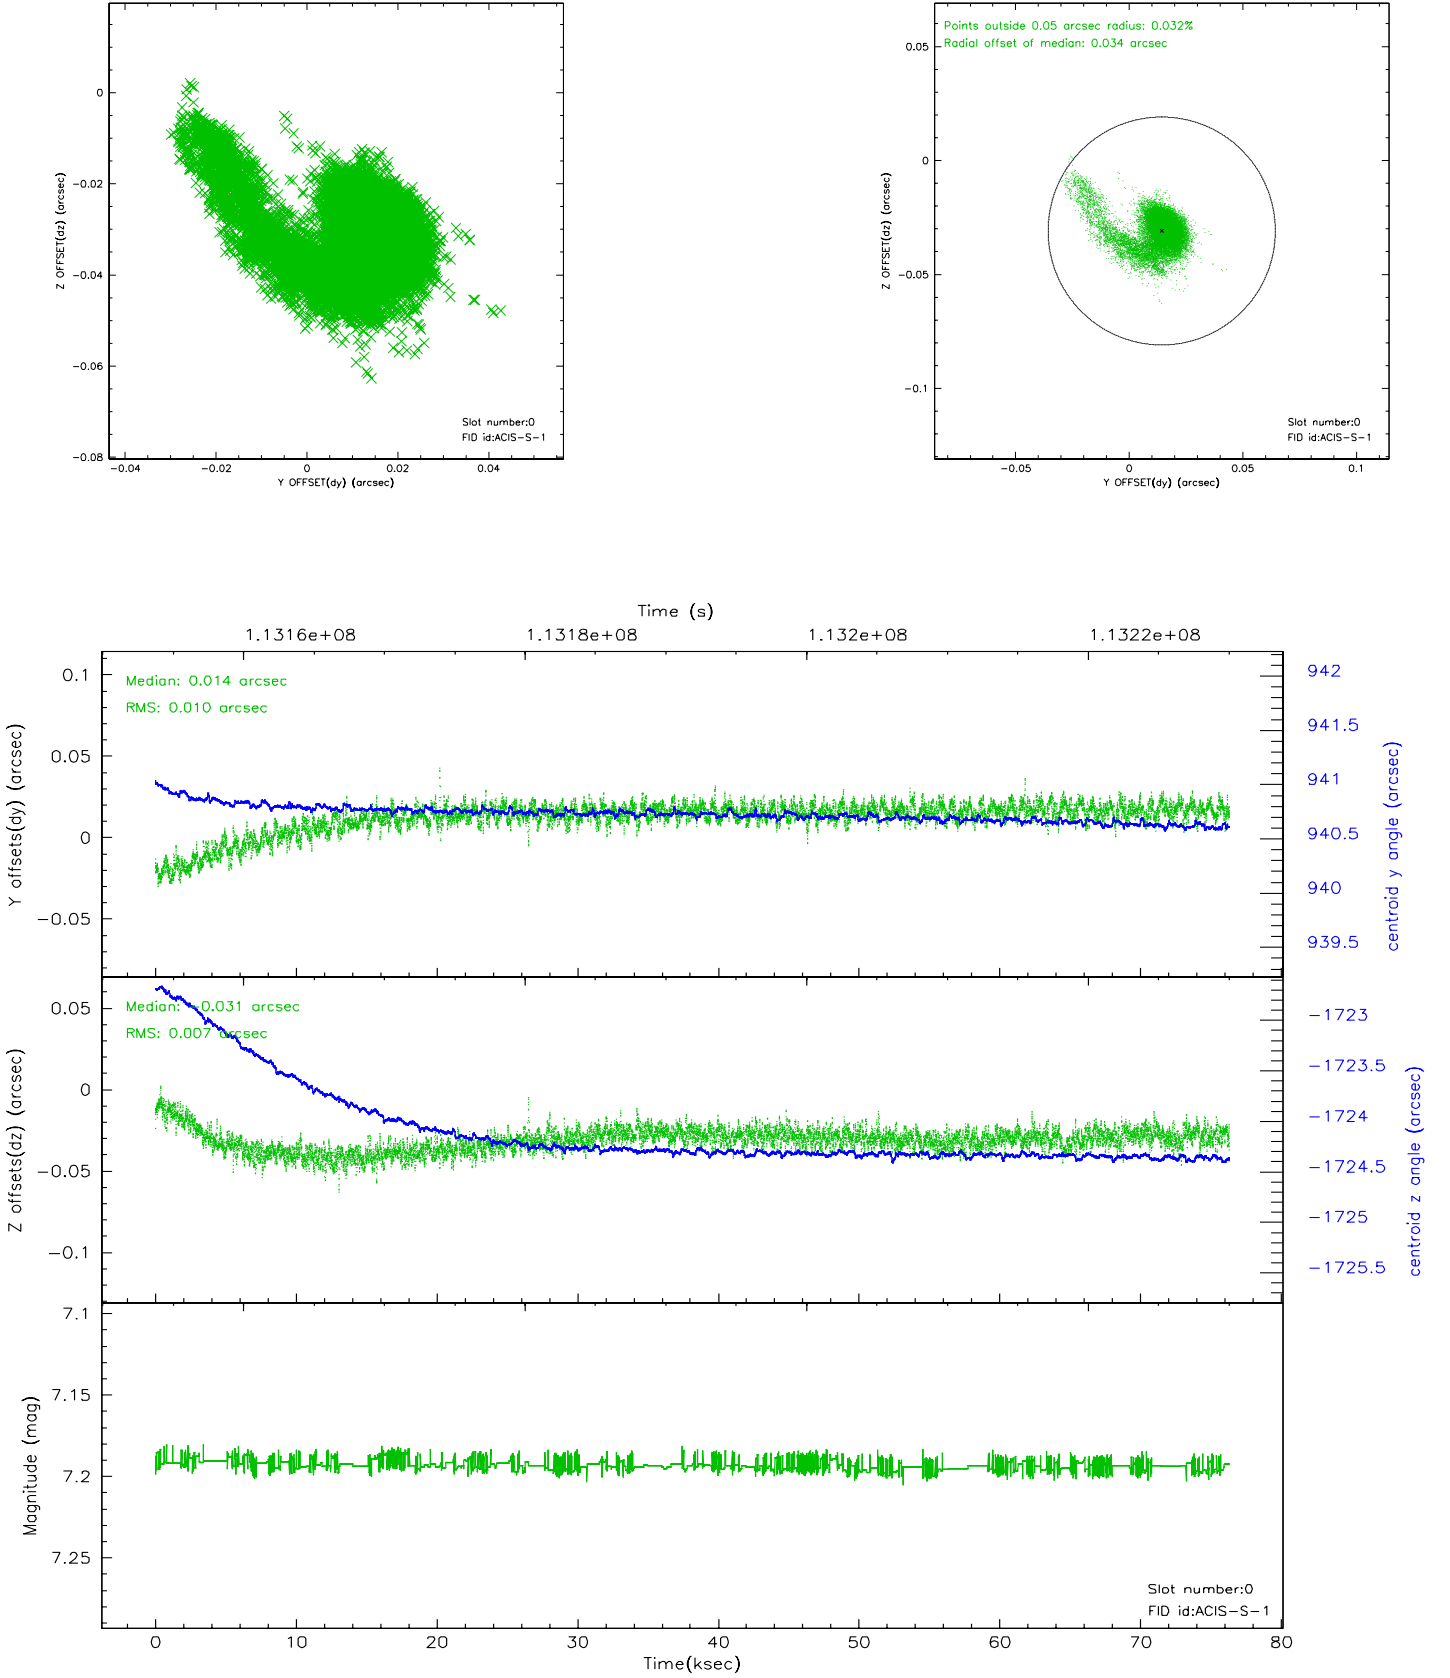 0
−0.02
−0.04
−0.06
−0.08
Z OFFSET(dz) (arcsec)
Slot number:0
FID id:ACIS−S−1
−0.04 −0.02 0 0.02 0.04
Y OFFSET(dy) (arcsec)
Points outside 0.05 arcsec radius: 0.032%
Radial offset of median: 0.034 arcsec
0.05
0
−0.05
−0.1
Z OFFSET(dz) (arcsec)
Slot number:0
FID id:ACIS−S−1
−0.05 0 0.05 0.1
Y OFFSET(dy) (arcsec)
Time (s)
1.1316e+08 1.1318e+08 1.132e+08 1.1322e+08
Median: 0.014 arcsec
RMS: 0.010 arcsec
0.1
0.05
0
−0.05
Y offsets(dy) (arcsec)
942
941.5
941
940.5
940
939.5
centroid y angle (arcsec)
Median: −0.031 arcsec
RMS: 0.007 arcsec
0.05
0
−0.05
−0.1
Z offsets(dz) (arcsec)
−1723
−1723.5
−1724
−1724.5
−1725
−1725.5
centroid z angle (arcsec)
7.1
7.15
7.2
7.25
Magnitude (mag)
Slot number:0
FID id:ACIS−S−1
0 10 20 30 40 50 60 70 80
Time(ksec)